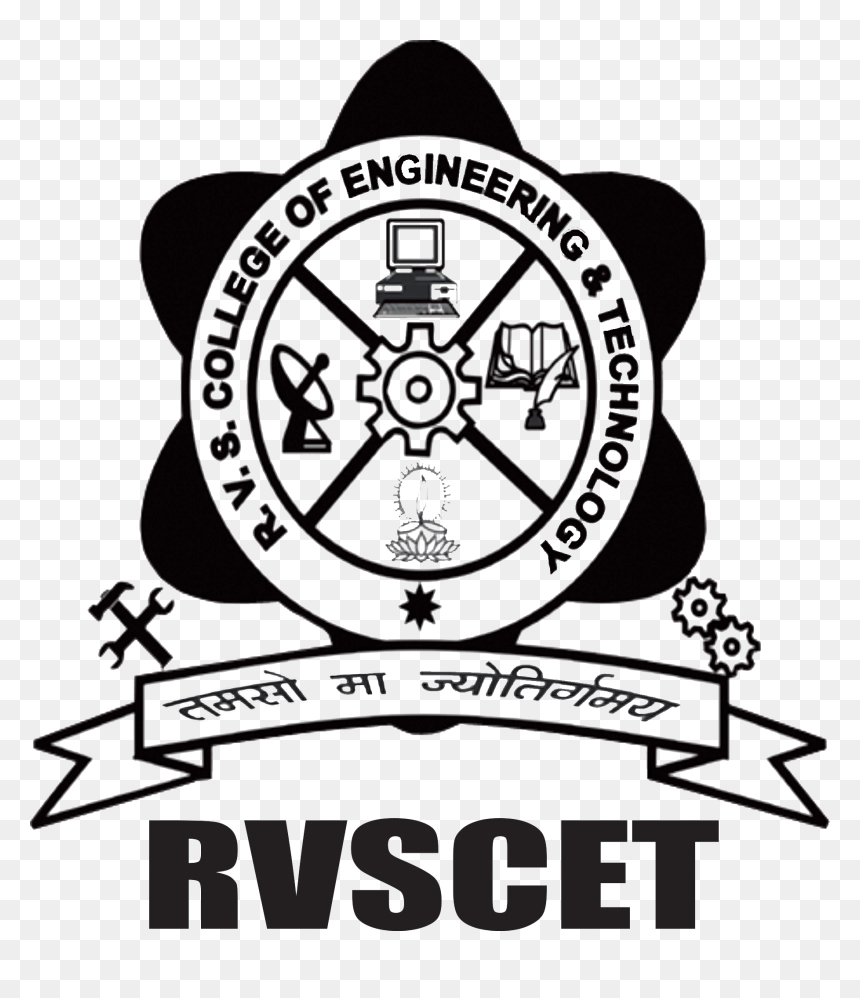 R.V.S. COLLEGE OF ENGINEERING & TECHNOLOGY
तमसो मा ज्योतिर्गमय
RVSCET